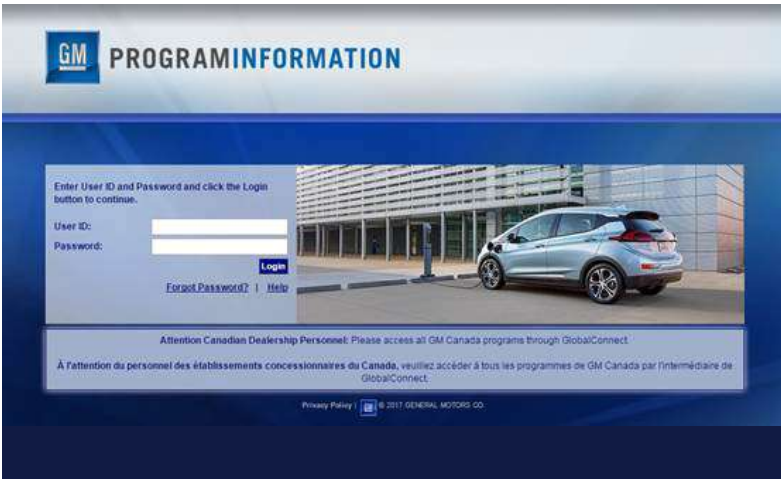 GM PROGRAMINFORMATION
Enter User ID and Password and click the Login
button to continue.
User ID:
Password:
Login
Forgot Password? | Help
Attention Canadian Dealership Personnel: Please access all GM Canada programs through GlobalConnect.
À l'attention du personnel des établissements concessionnaires du Canada, veuillez accéder à tous les programmes de GM Canada par l'intermédiaire de
GlobalConnect.
Privacy Policy | GM © 2017 GENERAL MOTORS CO.